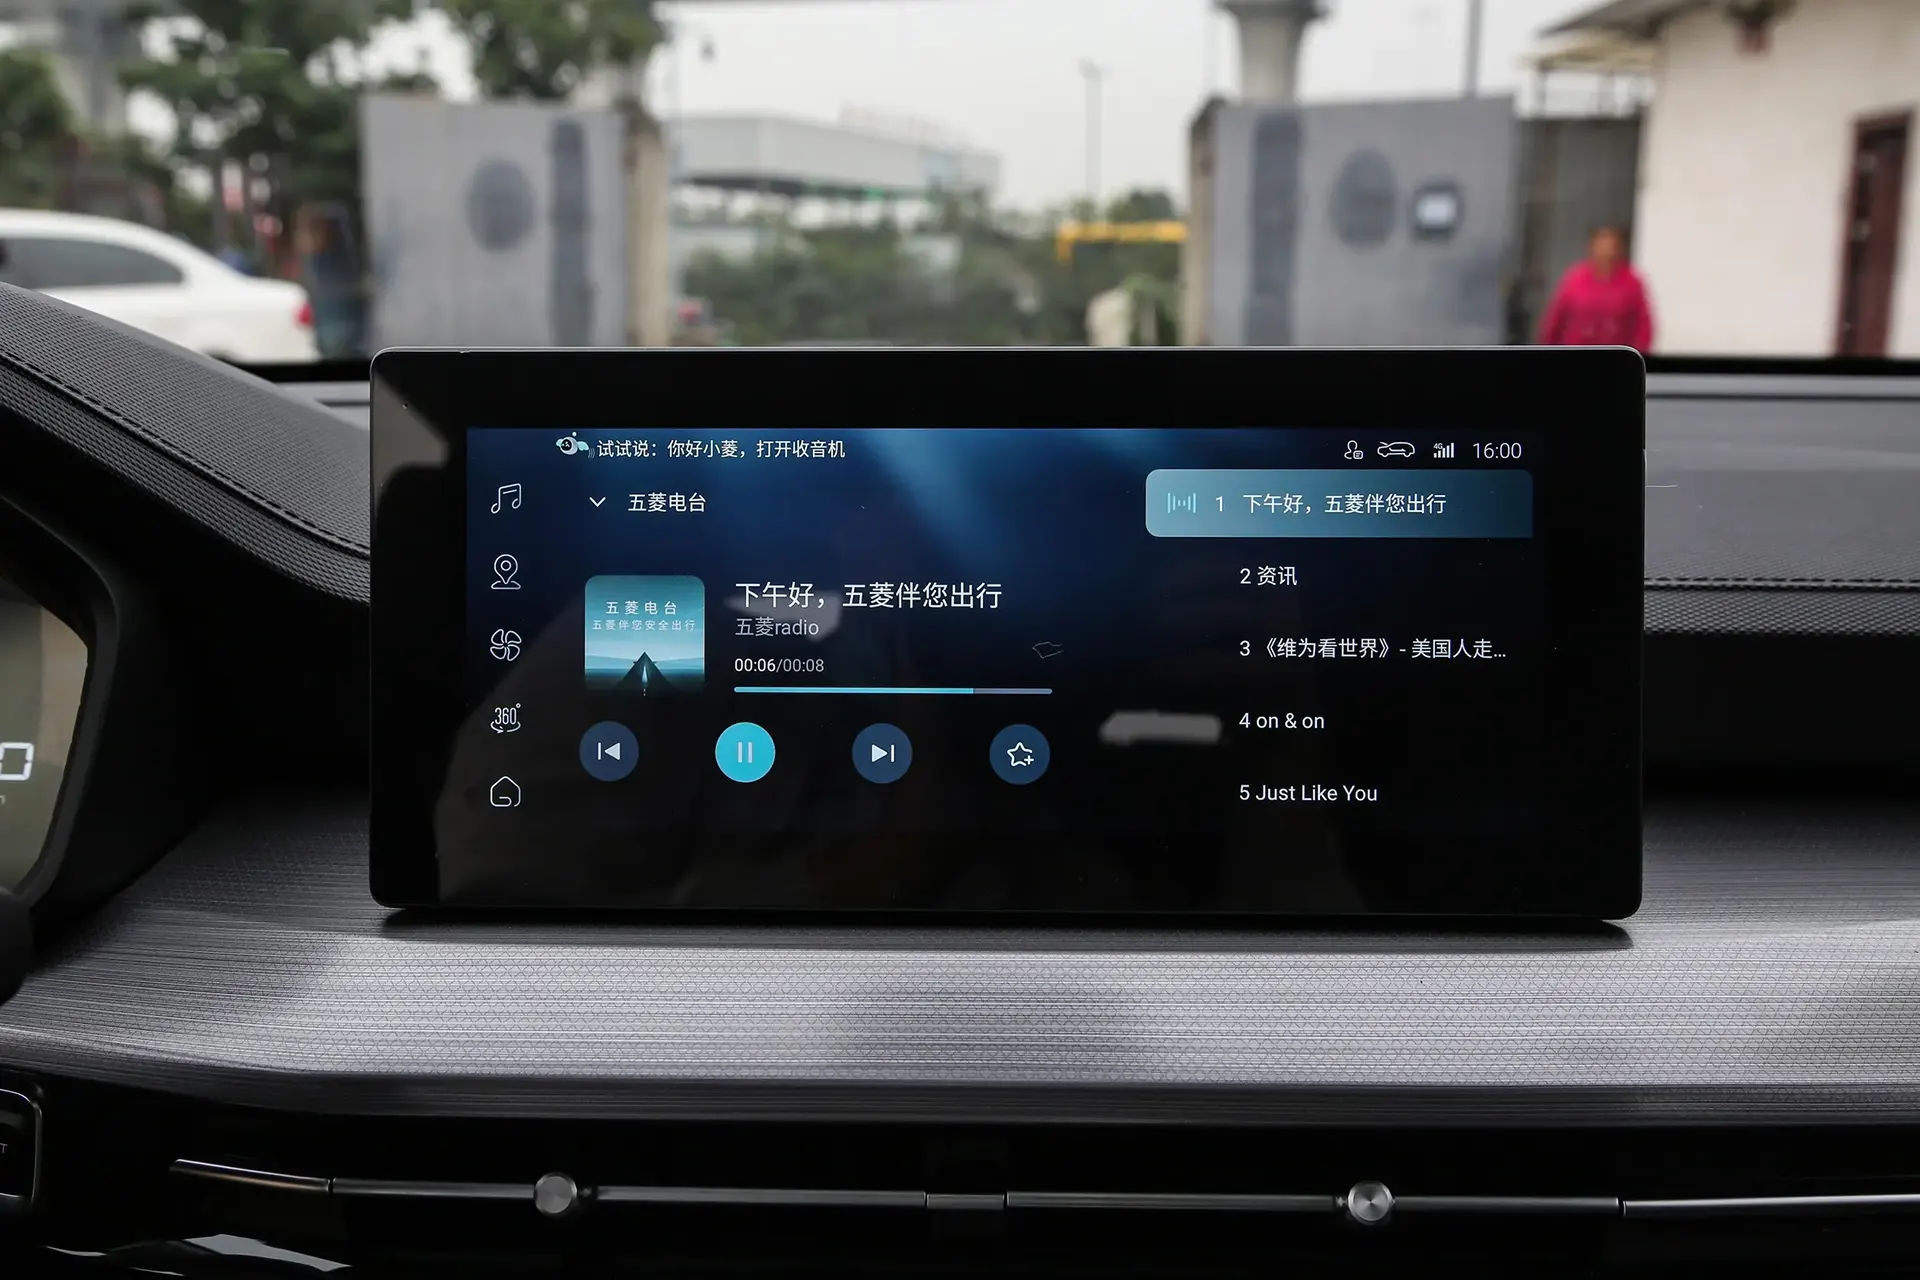 试试说：你好小菱，打开收音机
4G 16:00
五菱电台
五菱电台
五菱伴您安全出行
下午好，五菱伴您出行
五菱radio
00:06/00:08
360°
1 下午好，五菱伴您出行
2 资讯
3 《维为看世界》- 美国人走...
4 on & on
5 Just Like You
0